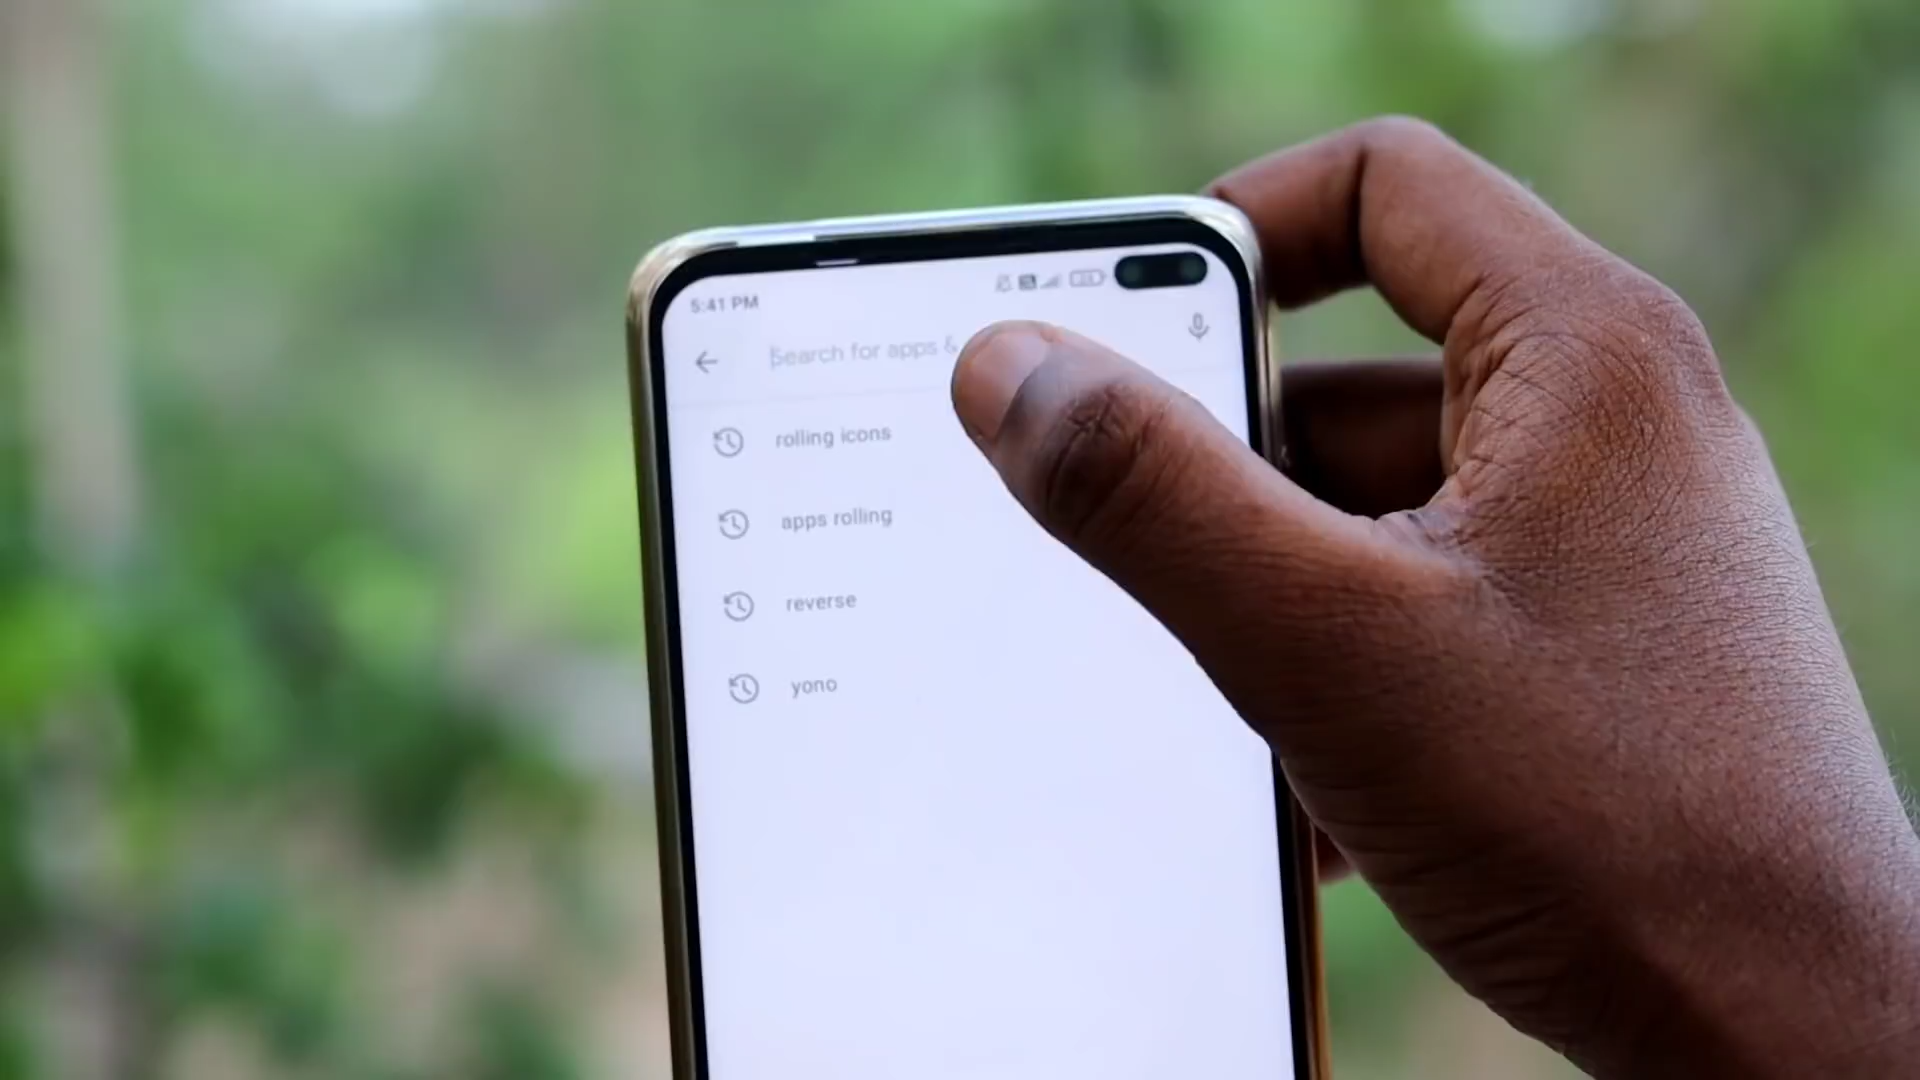 5:41 PM
Search for apps &
rolling icons
apps rolling
reverse
yono